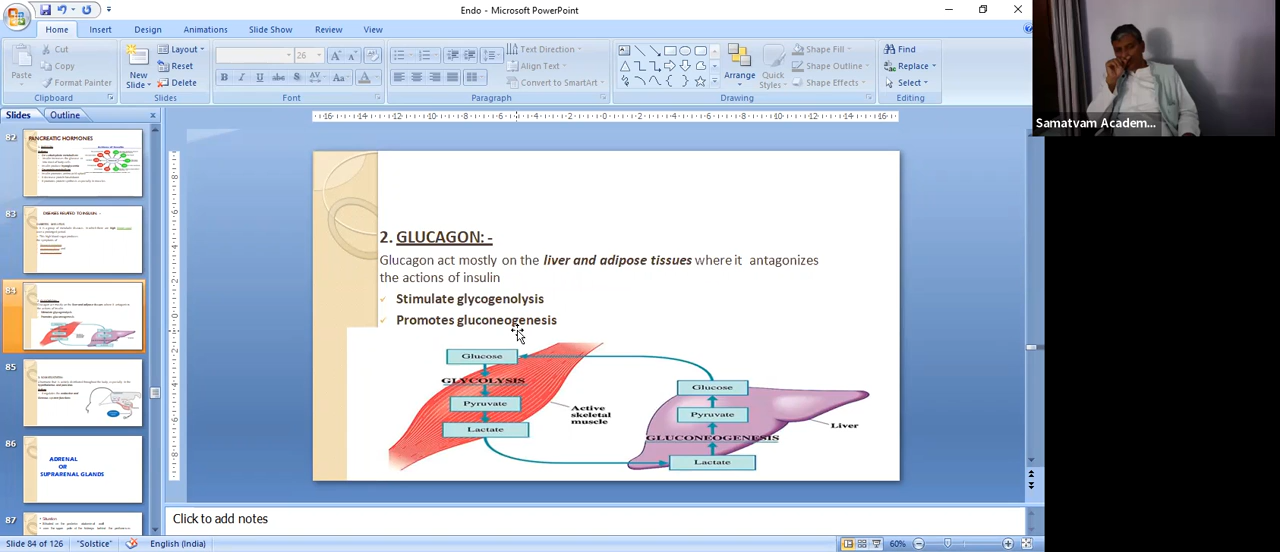 Endo - Microsoft PowerPoint
Home Insert Design Animations Slide Show Review View
Cut
Copy
Format Painter
Paste
Clipboard
New Slide
Layout
Reset
Delete
Slides
26
Font
Paragraph
Text Direction
Align Text
Convert to SmartArt
Arrange
Quick Styles
Shape Fill
Shape Outline
Shape Effects
Drawing
Find
Replace
Select
Editing
Samatvam Academ...
Slides Outline
82
PANCREATIC HORMONES
83
DISEASES RELATED TO INSULIN :-
84
85
86
ADRENAL
OR
SUPRARENAL GLANDS
87
2. GLUCAGON: -
Glucagon act mostly on the liver and adipose tissues where it antagonizes
the actions of insulin
✓ Stimulate glycogenolysis
✓ Promotes gluconeogenesis
Glucose
GLYCOLYSIS
Pyruvate
Lactate
Active
skeletal
muscle
Glucose
Pyruvate
GLUCONEOGENESIS
Lactate
Liver
Click to add notes
Slide 84 of 126 "Solstice" English (India) 60%